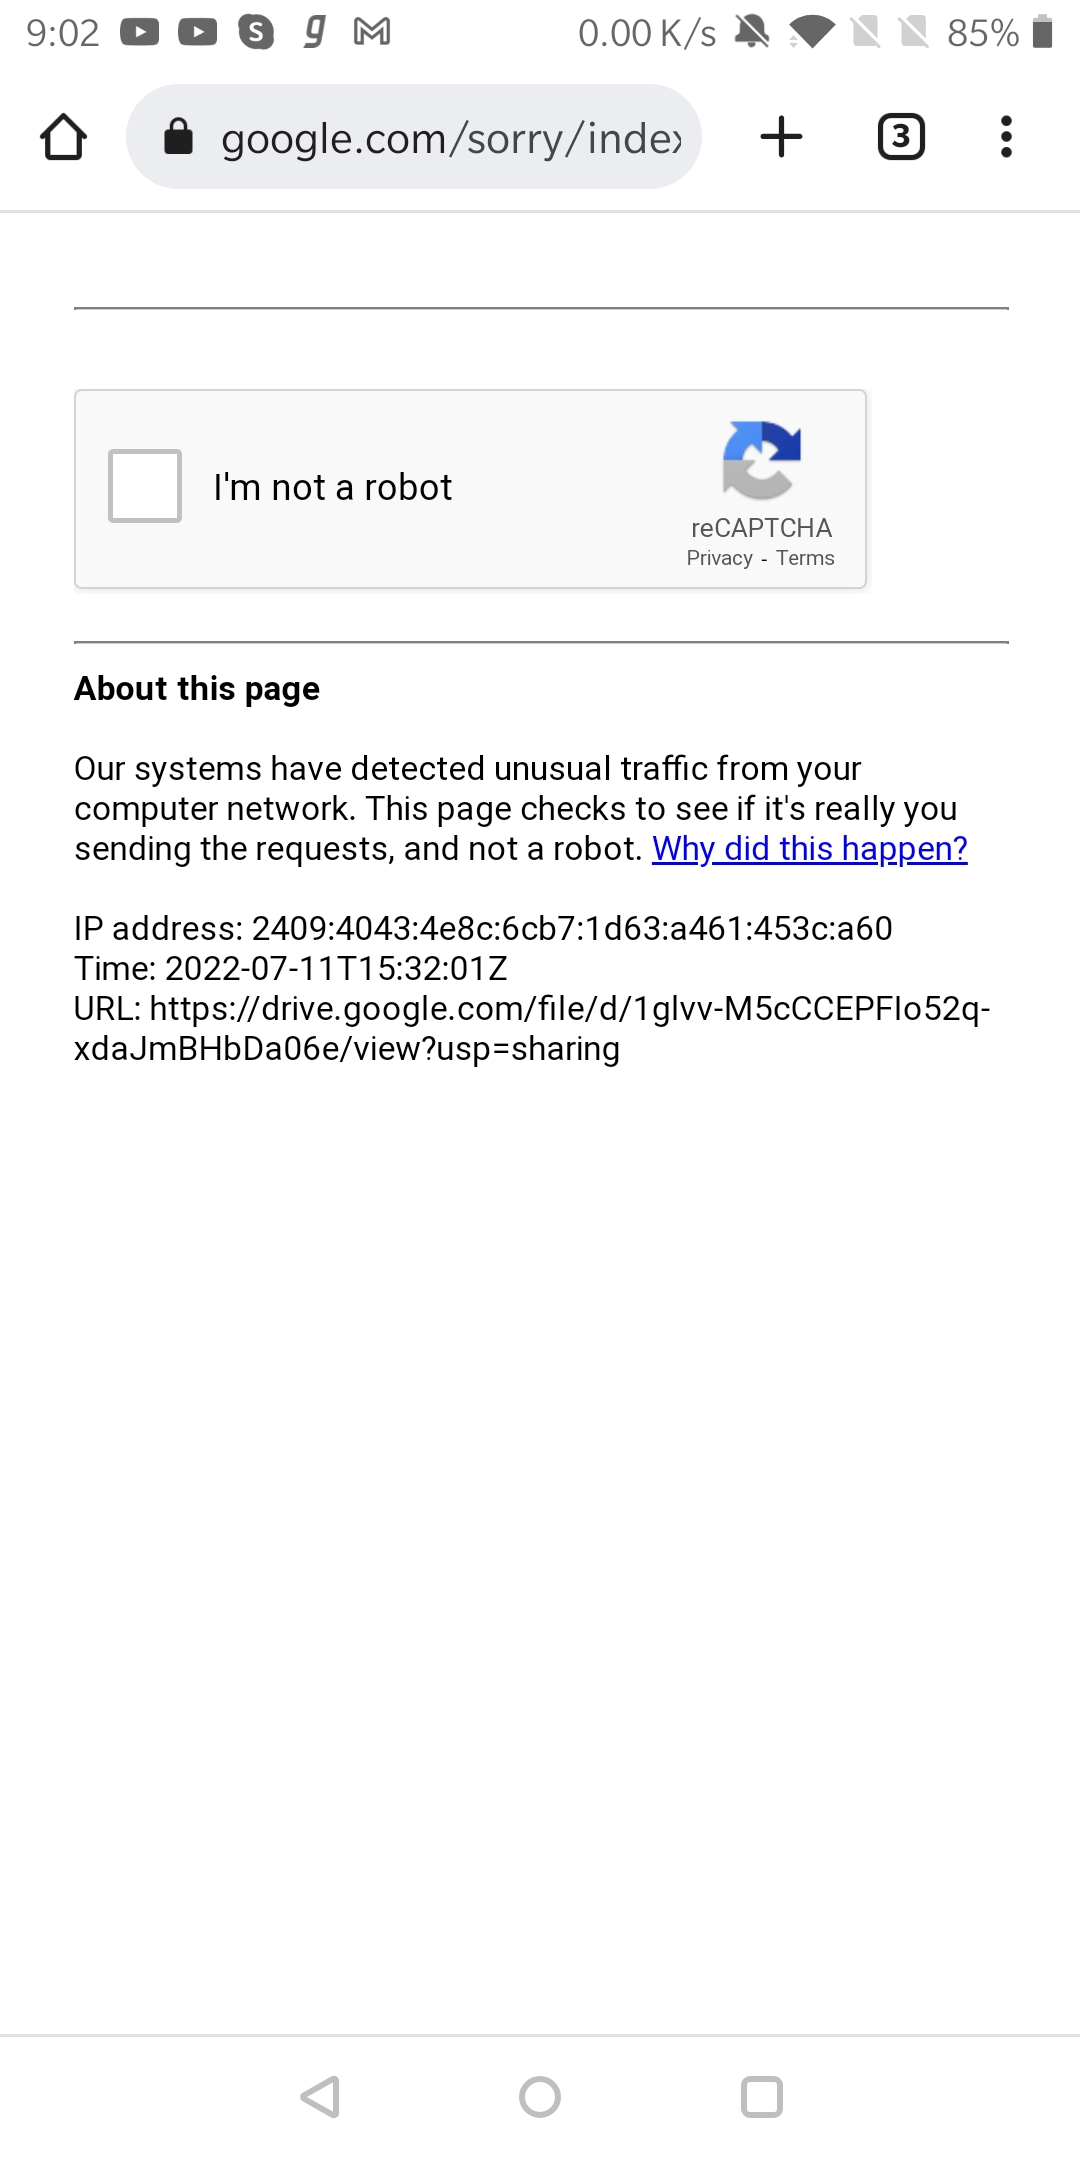 9:02 S g M 0.00 K/s 85%
google.com/sorry/index
3
I'm not a robot
reCAPTCHA
Privacy - Terms
About this page
Our systems have detected unusual traffic from your
computer network. This page checks to see if it's really you
sending the requests, and not a robot. Why did this happen?
IP address: 2409:4043:4e8c:6cb7:1d63:a461:453c:a60
Time: 2022-07-11T15:32:01Z
URL: https://drive.google.com/file/d/1glvv-M5cCCEPFIo52q-
xdaJmBHbDa06e/view?usp=sharing